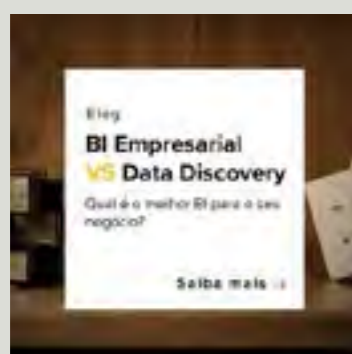 Blog
BI Empresarial
VS Data Discovery
Qual é o melhor BI para o seu
negócio?
Saiba mais →